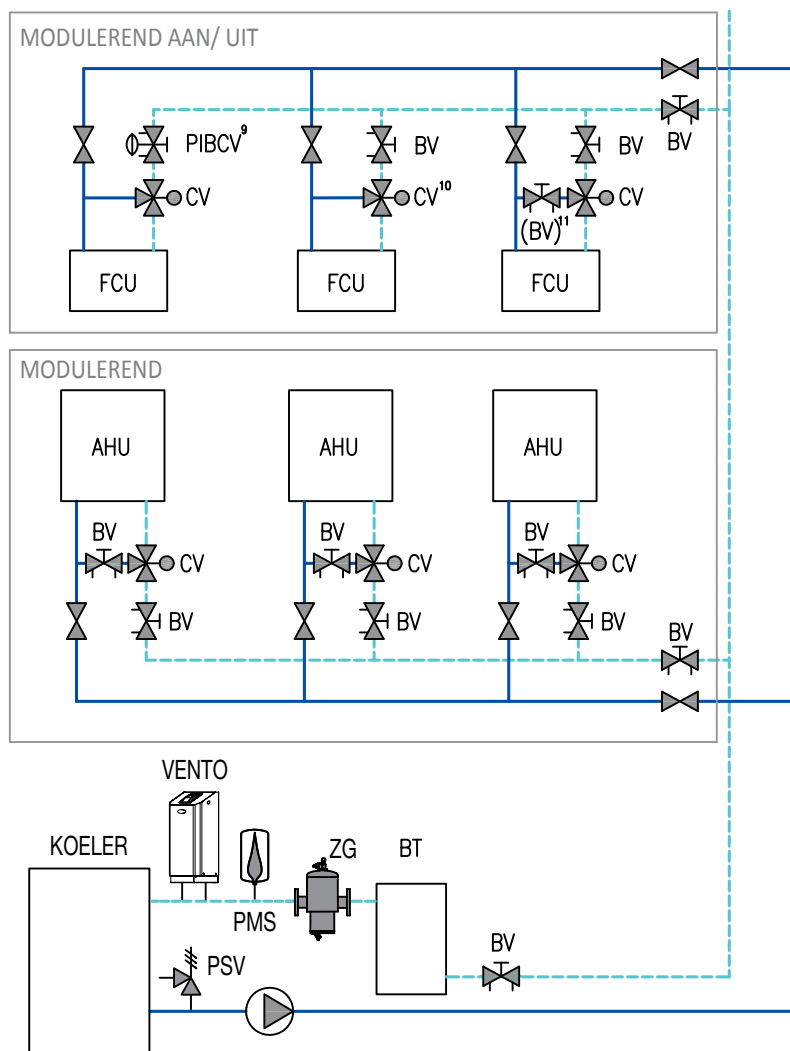 MODULEREND AAN/ UIT
PIBCV⁹ BV BV BV
CV CV¹⁰ CV
(BV)¹¹
FCU FCU FCU
MODULEREND
AHU AHU AHU
BV BV BV
CV CV CV
BV BV BV BV
VENTO
KOELER ZG BT
PMS
BV
PSV